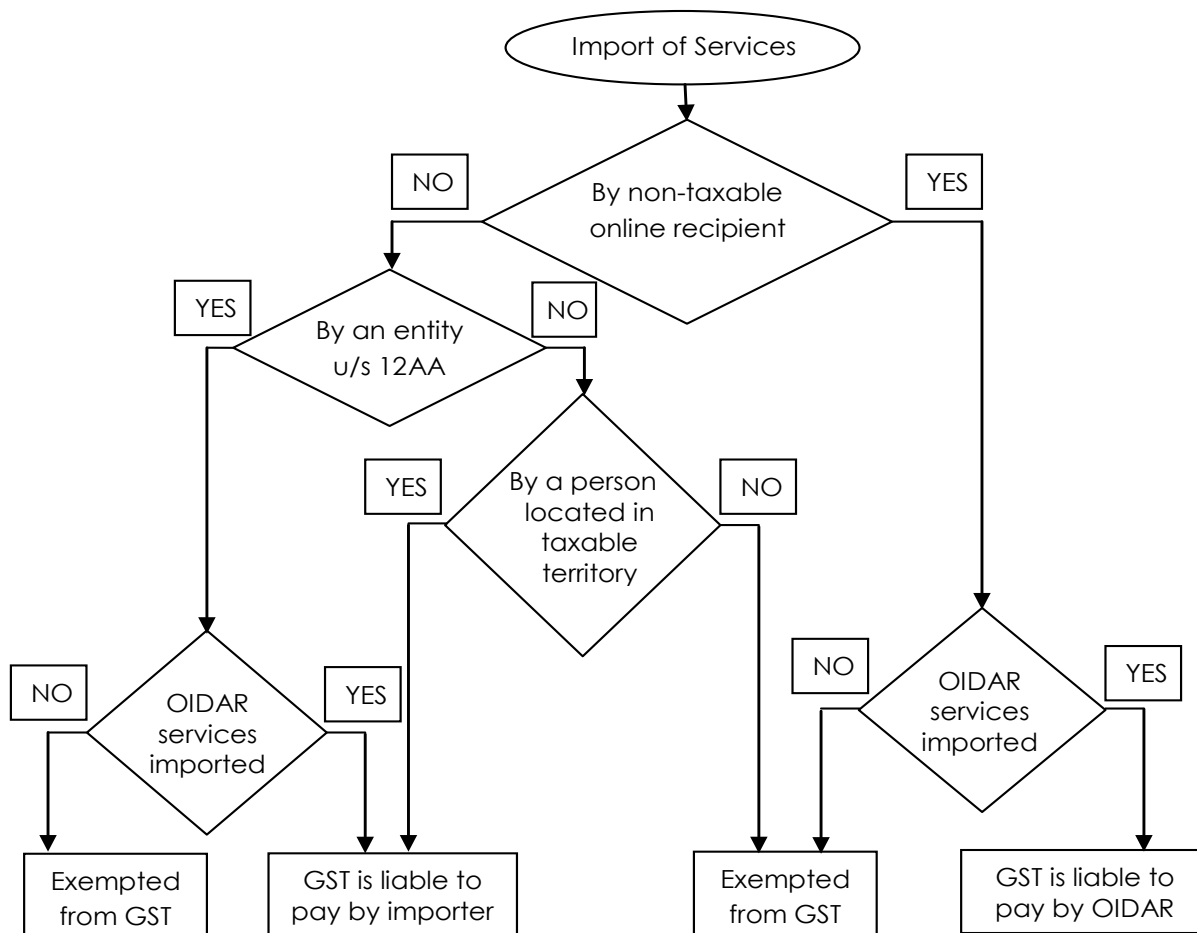 Import of Services
NO
By non-taxable
online recipient
YES
YES
By an entity
u/s 12AA
NO
YES
By a person
located in
taxable
territory
NO
NO
OIDAR
services
imported
YES
NO
OIDAR
services
imported
YES
Exempted
from GST
GST is liable to
pay by importer
Exempted
from GST
GST is liable to
pay by OIDAR